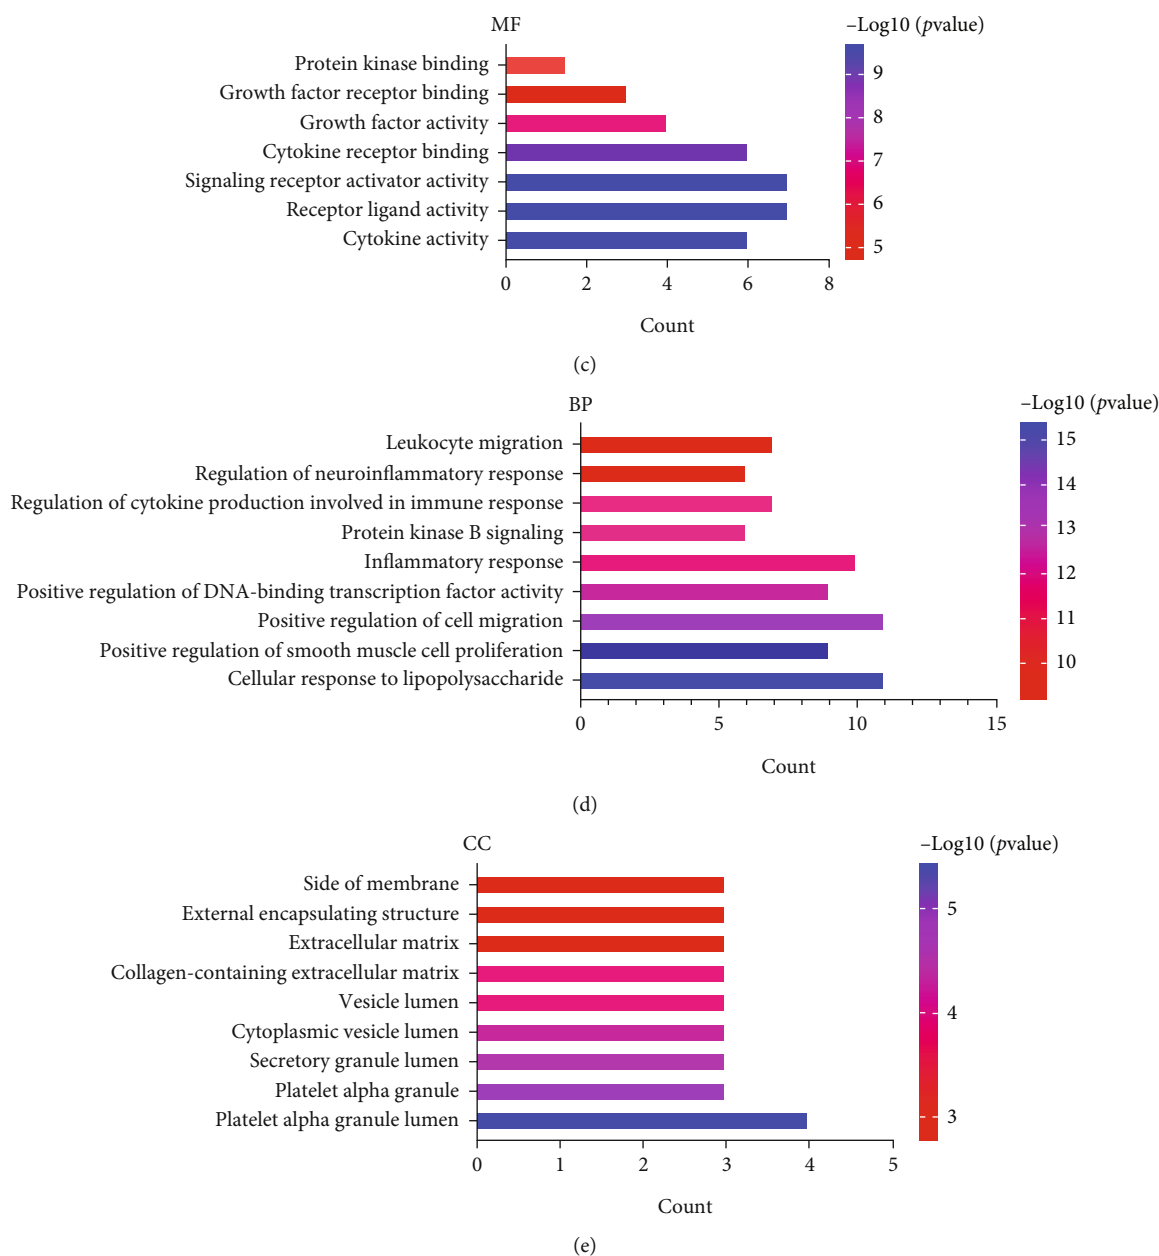 MF
–Log10 (pvalue)
Protein kinase binding
Growth factor receptor binding
Growth factor activity
Cytokine receptor binding
Signaling receptor activator activity
Receptor ligand activity
Cytokine activity
9
8
7
6
5
0 2 4 6 8
Count
(c)
BP
–Log10 (pvalue)
Leukocyte migration
Regulation of neuroinflammatory response
Regulation of cytokine production involved in immune response
Protein kinase B signaling
Inflammatory response
Positive regulation of DNA-binding transcription factor activity
Positive regulation of cell migration
Positive regulation of smooth muscle cell proliferation
Cellular response to lipopolysaccharide
15
14
13
12
11
10
0 5 10 15
Count
(d)
CC
–Log10 (pvalue)
Side of membrane
External encapsulating structure
Extracellular matrix
Collagen-containing extracellular matrix
Vesicle lumen
Cytoplasmic vesicle lumen
Secretory granule lumen
Platelet alpha granule
Platelet alpha granule lumen
5
4
3
0 1 2 3 4 5
Count
(e)